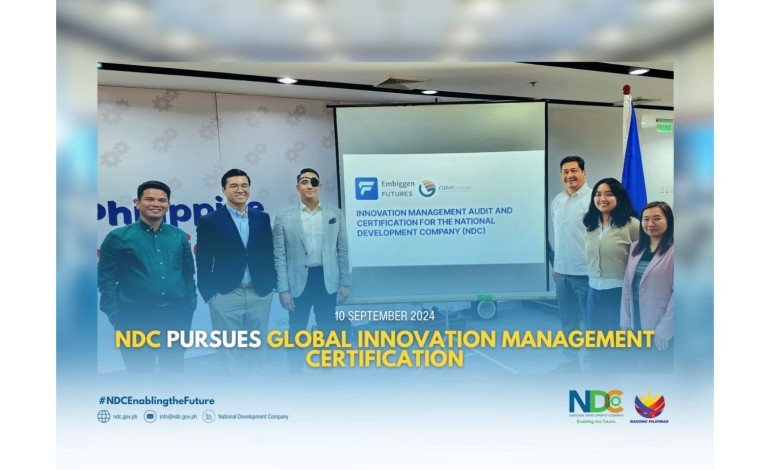 Philippine
Embiggen
FUTURES
GIMI
INNOVATION MANAGEMENT AUDIT AND
CERTIFICATION FOR THE NATIONAL
DEVELOPMENT COMPANY (NDC)
10 SEPTEMBER 2024
NDC PURSUES GLOBAL INNOVATION MANAGEMENT
CERTIFICATION
#NDCEnablingtheFuture
ndc.gov.ph info@ndc.gov.ph National Development Company
NDC
NATIONAL DEVELOPMENT COMPANY
Enabling the Future.
BAGONG PILIPINAS